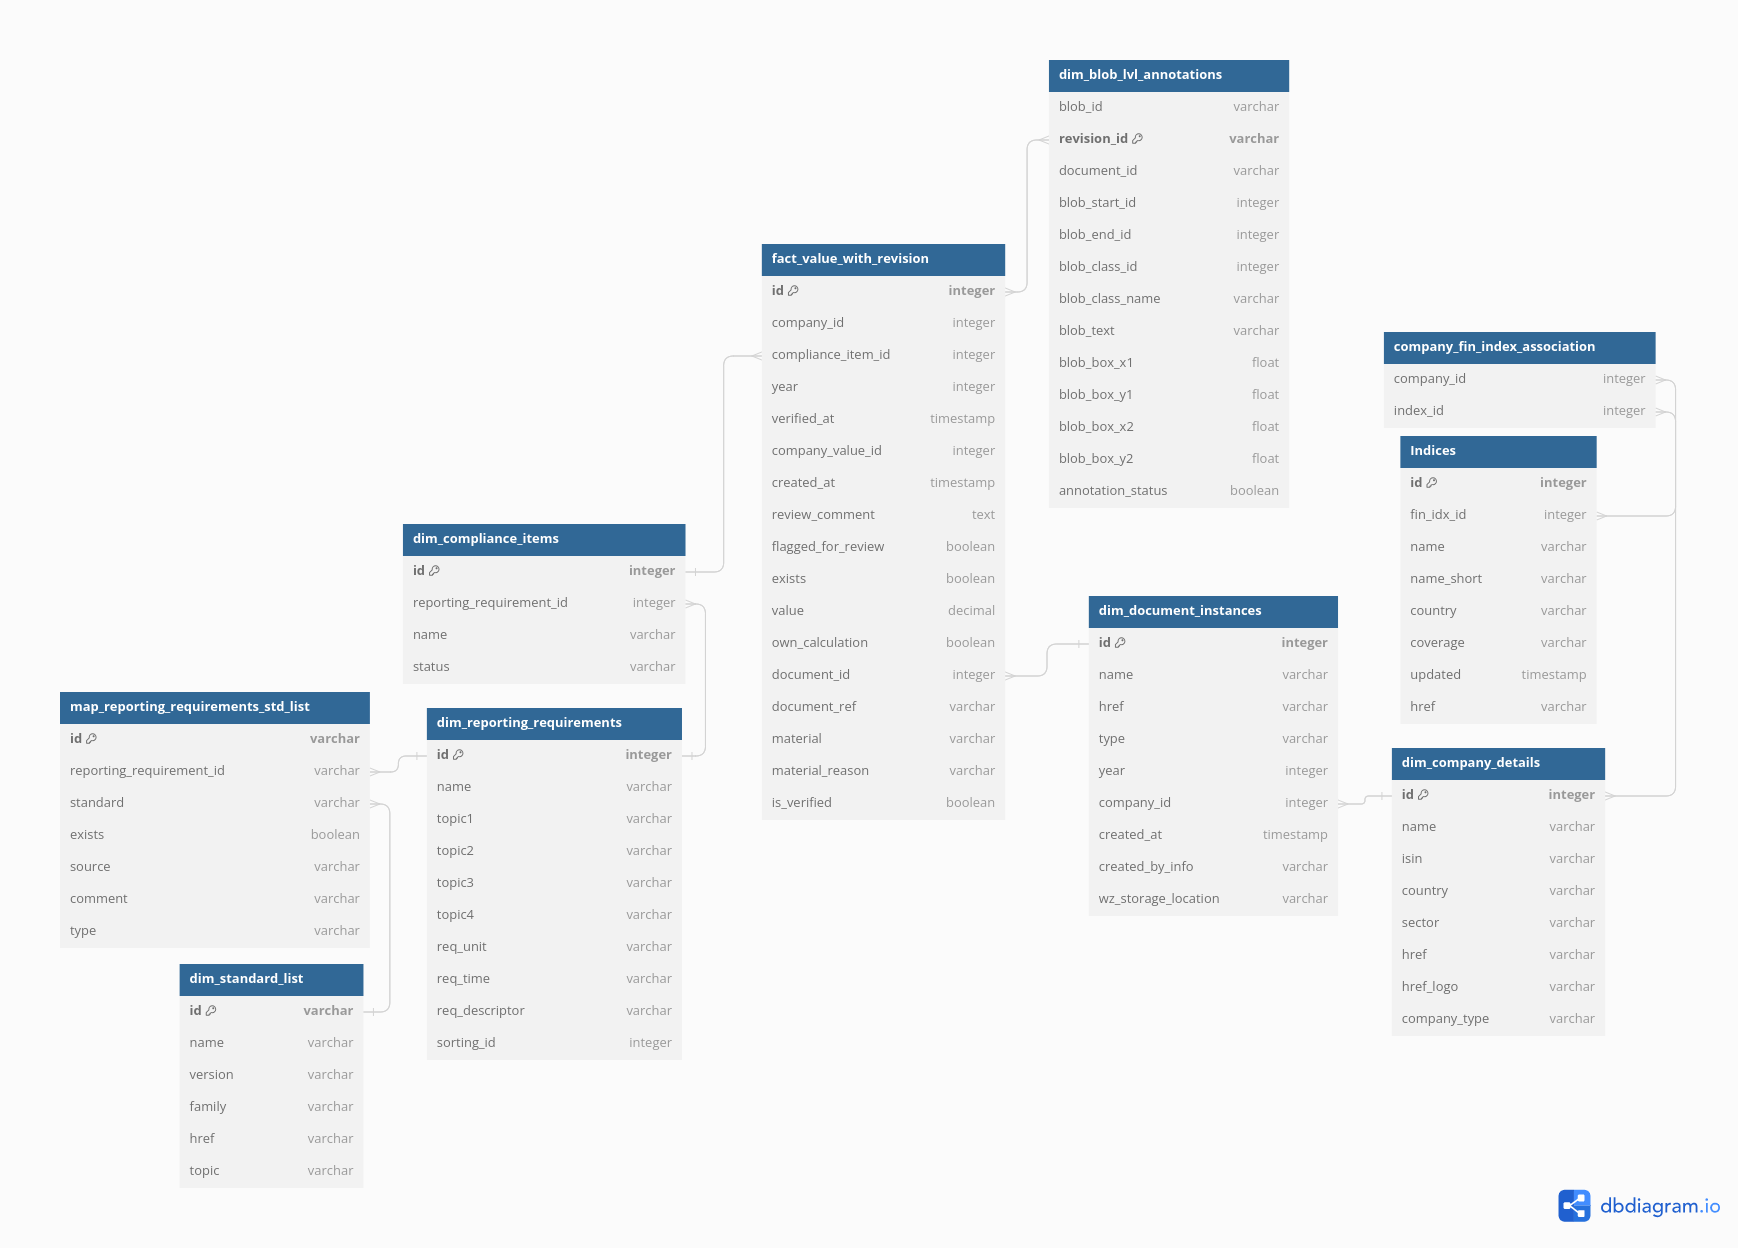 dim_blob_lvl_annotations
blob_id varchar
revision_id varchar
document_id varchar
blob_start_id integer
blob_end_id integer
blob_class_id integer
blob_class_name varchar
blob_text varchar
blob_box_x1 float
blob_box_y1 float
blob_box_x2 float
blob_box_y2 float
annotation_status boolean
fact_value_with_revision
id integer
company_id integer
compliance_item_id integer
year integer
verified_at timestamp
company_value_id integer
created_at timestamp
review_comment text
flagged_for_review boolean
exists boolean
value decimal
own_calculation boolean
document_id integer
document_ref varchar
material varchar
material_reason varchar
is_verified boolean
company_fin_index_association
company_id integer
index_id integer
Indices
id integer
fin_idx_id integer
name varchar
name_short varchar
country varchar
coverage varchar
updated timestamp
href varchar
dim_compliance_items
id integer
reporting_requirement_id integer
name varchar
status varchar
dim_document_instances
id integer
name varchar
href varchar
type varchar
year integer
company_id integer
created_at timestamp
created_by_info varchar
wz_storage_location varchar
map_reporting_requirements_std_list
id varchar
reporting_requirement_id varchar
standard varchar
exists boolean
source varchar
comment varchar
type varchar
dim_reporting_requirements
id integer
name varchar
topic1 varchar
topic2 varchar
topic3 varchar
topic4 varchar
req_unit varchar
req_time varchar
req_descriptor varchar
sorting_id integer
dim_company_details
id integer
name varchar
isin varchar
country varchar
sector varchar
href varchar
href_logo varchar
company_type varchar
dim_standard_list
id varchar
name varchar
version varchar
family varchar
href varchar
topic varchar
dbdiagram.io